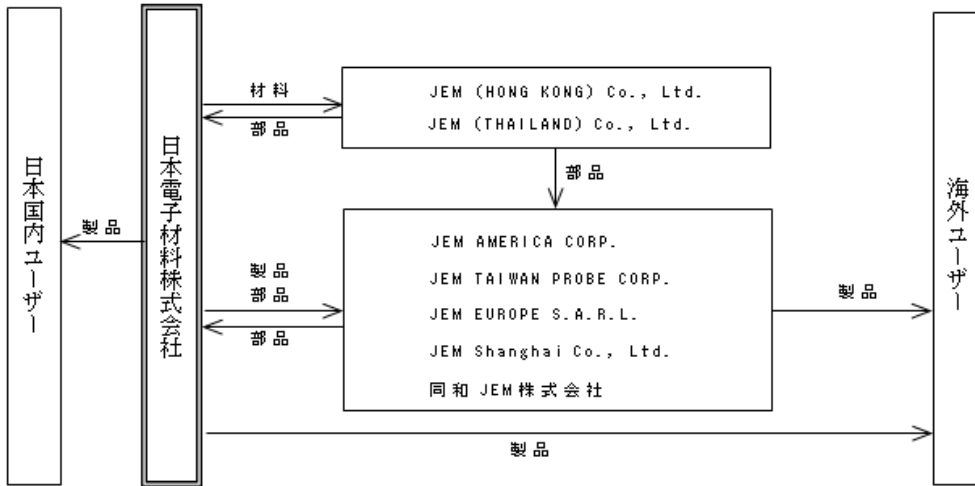 日本国内ユーザー
製品
日本電子材料株式会社
材料
部品
JEM (HONG KONG) Co., Ltd.
JEM (THAILAND) Co., Ltd.
部品
製品
部品
部品
JEM AMERICA CORP.
JEM TAIWAN PROBE CORP.
JEM EUROPE S.A.R.L.
JEM Shanghai Co., Ltd.
同和 JEM株式会社
製品
製品
海外ユーザー